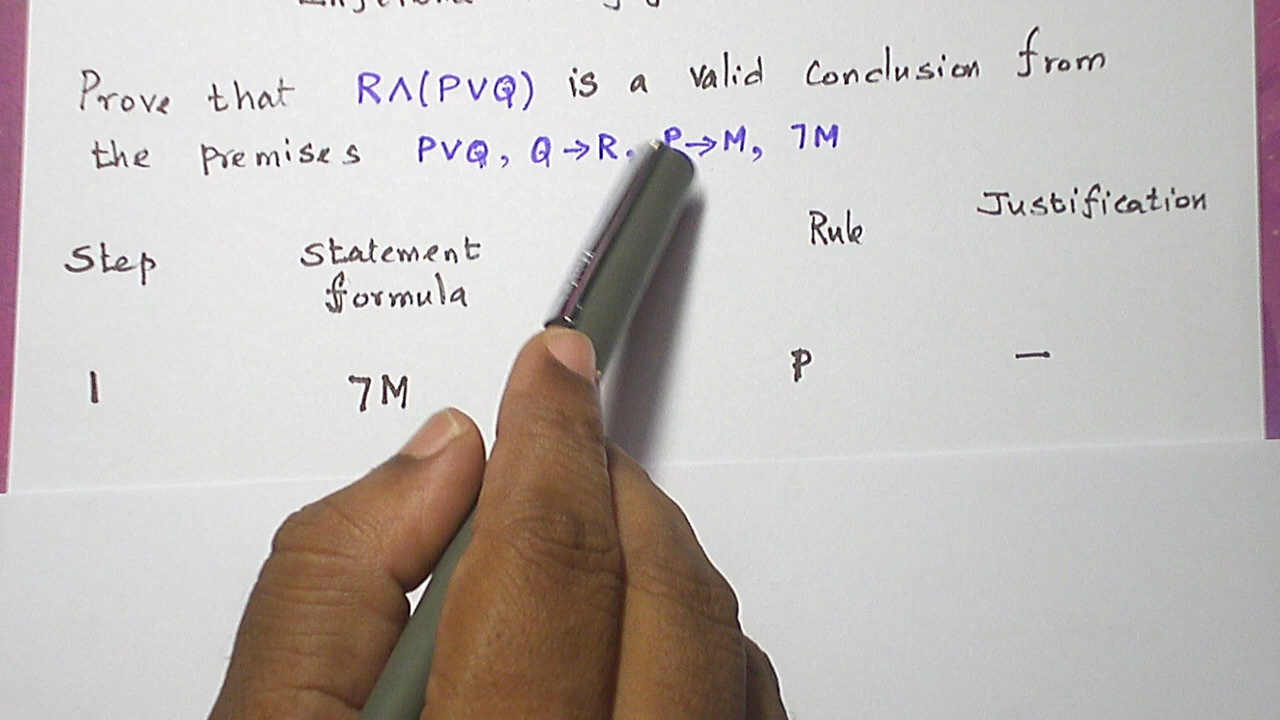 Prove that R∧(P∨Q) is a valid conclusion from
the premises P∨Q, Q→R, P→M, 7M
Step Statement formula Rule Justification
1 7M P —